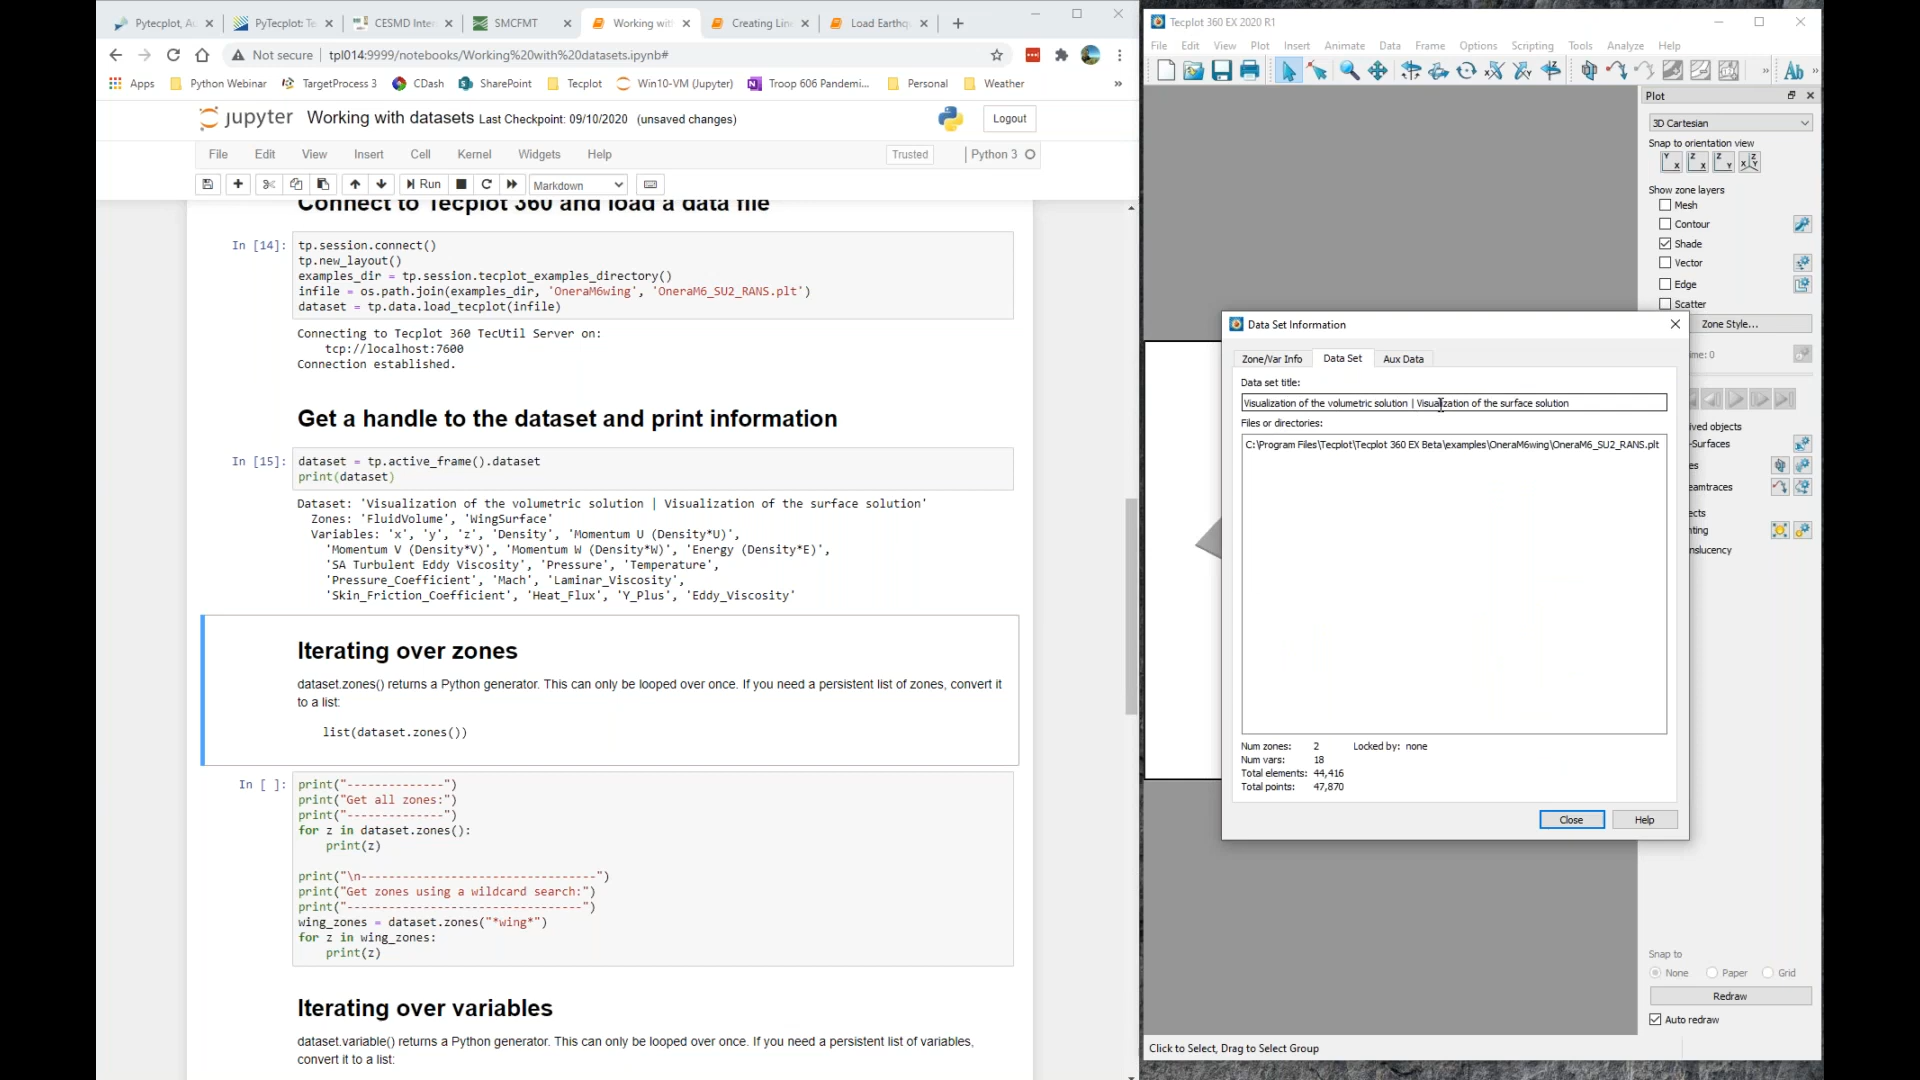 Pytecplot, Au
PyTecplot: Te
CESMD Inter
SMCFMT
Working wit
Creating Line
Load Earthq
Not secure | tpl014:9999/notebooks/Working%20with%20datasets.ipynb#
Apps
Python Webinar
TargetProcess 3
CDash
SharePoint
Tecplot
Win10-VM (Jupyter)
Troop 606 Pandemi...
Personal
Weather
»
jupyter Working with datasets Last Checkpoint: 09/10/2020 (unsaved changes)
Logout
File Edit View Insert Cell Kernel Widgets Help
Trusted | Python 3
Run
Markdown
Connect to Tecplot 360 and load a data file
In [14]: tp.session.connect()
tp.new_layout()
examples_dir = tp.session.tecplot_examples_directory()
infile = os.path.join(examples_dir, 'OneraM6wing', 'OneraM6_SU2_RANS.plt')
dataset = tp.data.load_tecplot(infile)
Connecting to Tecplot 360 TecUtil Server on:
tcp://localhost:7600
Connection established.
Get a handle to the dataset and print information
In [15]: dataset = tp.active_frame().dataset
print(dataset)
Dataset: 'Visualization of the volumetric solution | Visualization of the surface solution'
Zones: 'FluidVolume', 'WingSurface'
Variables: 'x', 'y', 'z', 'Density', 'Momentum U (Density*U)',
'Momentum V (Density*V)', 'Momentum W (Density*W)', 'Energy (Density*E)',
'SA Turbulent Eddy Viscosity', 'Pressure', 'Temperature',
'Pressure_Coefficient', 'Mach', 'Laminar_Viscosity',
'Skin_Friction_Coefficient', 'Heat_Flux', 'Y_Plus', 'Eddy_Viscosity'
Iterating over zones
dataset.zones() returns a Python generator. This can only be looped over once. If you need a persistent list of zones, convert it
to a list:
list(dataset.zones())
In [ ]: print("--------------")
print("Get all zones:")
print("--------------")
for z in dataset.zones():
print(z)
print("\n----------------------------------")
print("Get zones using a wildcard search:")
print("----------------------------------")
wing_zones = dataset.zones("*wing*")
for z in wing_zones:
print(z)
Iterating over variables
dataset.variable() returns a Python generator. This can only be looped over once. If you need a persistent list of variables,
convert it to a list:
Tecplot 360 EX 2020 R1
File Edit View Plot Insert Animate Data Frame Options Scripting Tools Analyze Help
» Ab »
Plot
3D Cartesian
Snap to orientation view
Y X Z X Z Y X Z Y
Show zone layers
Mesh
Contour
Shade
Vector
Edge
Scatter
Zone Style...
me: 0
ived objects
-Surfaces
es
eamtraces
ects
nting
nslucency
Data Set Information
Zone/Var Info Data Set Aux Data
Data set title:
Visualization of the volumetric solution | Visualization of the surface solution
Files or directories:
C:\Program Files\Tecplot\Tecplot 360 EX Beta\examples\OneraM6wing\OneraM6_SU2_RANS.plt
Num zones: 2 Locked by: none
Num vars: 18
Total elements: 44,416
Total points: 47,870
Close Help
Snap to
None Paper Grid
Redraw
Auto redraw
Click to Select, Drag to Select Group